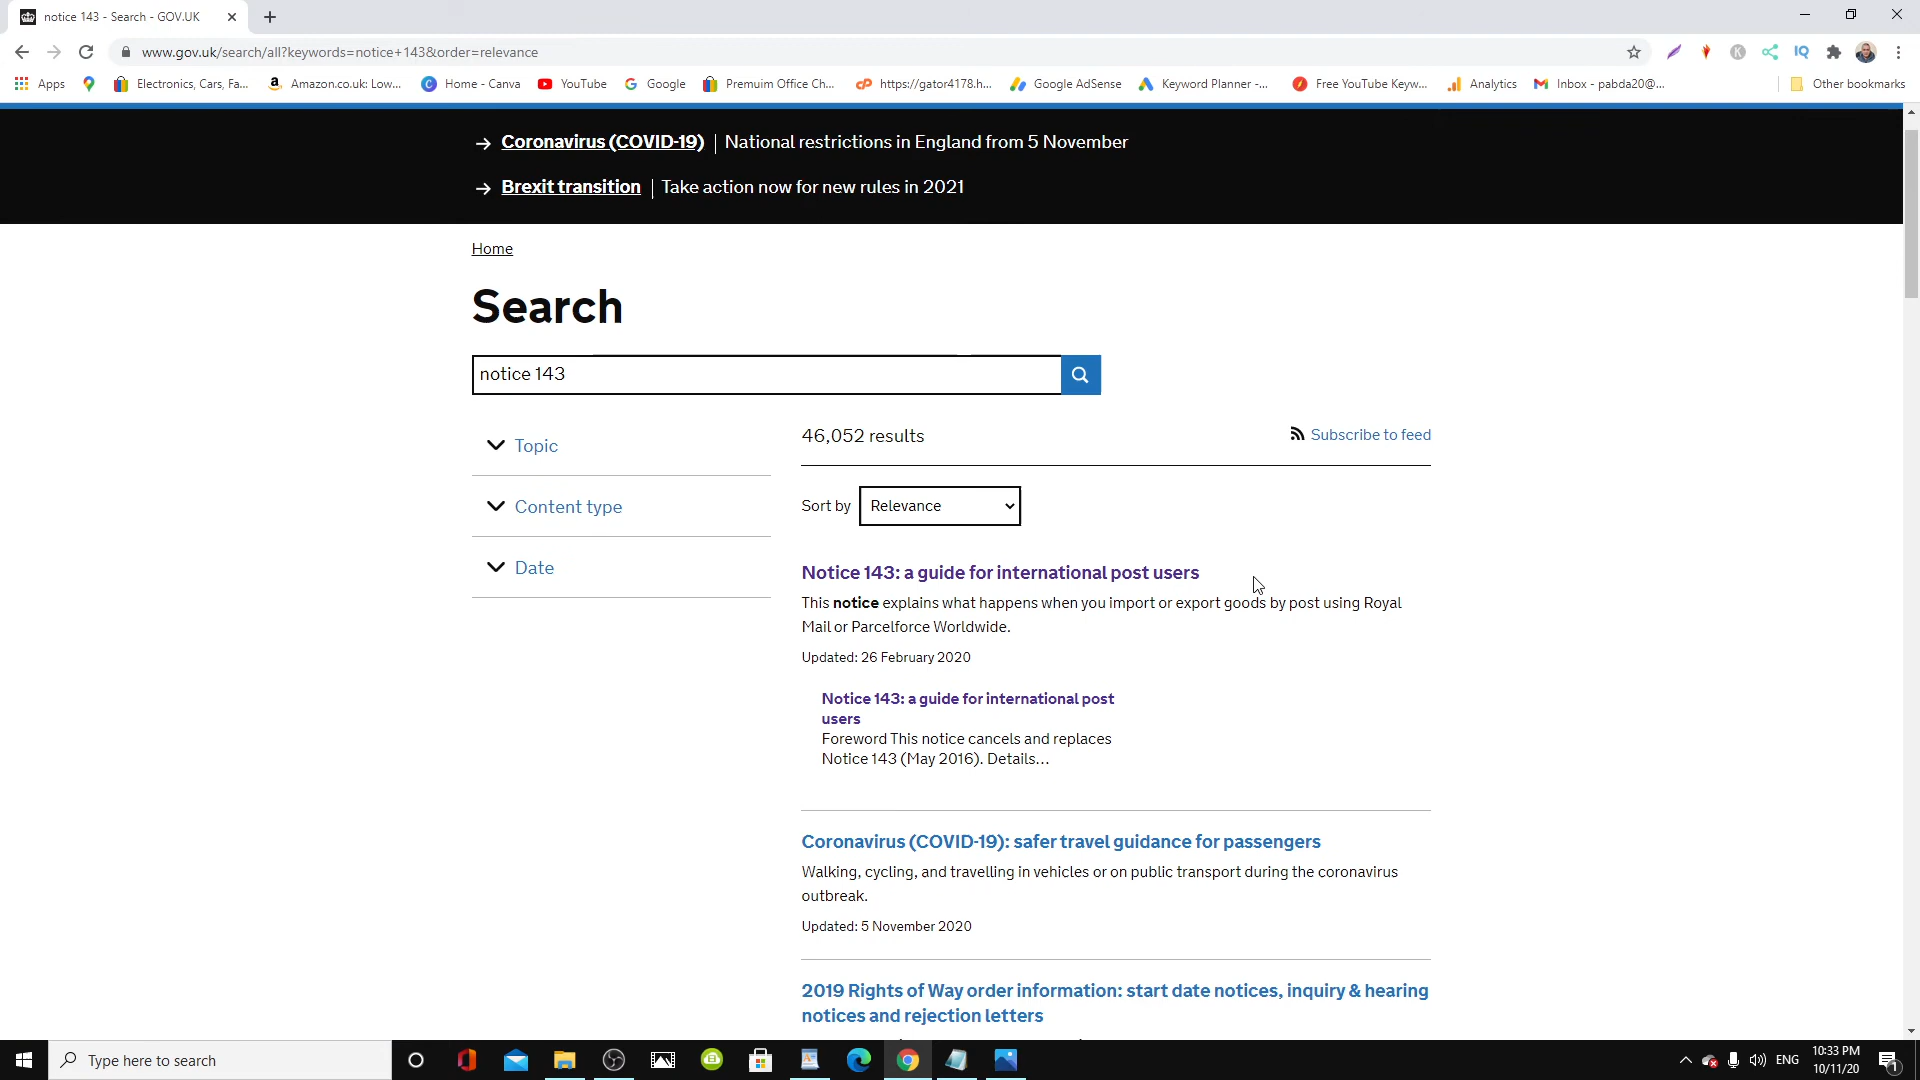 notice 143 - Search - GOV.UK
www.gov.uk/search/all?keywords=notice+143&order=relevance
Apps
Electronics, Cars, Fa...
Amazon.co.uk: Low...
Home - Canva
YouTube
Google
Premuim Office Ch...
https://gator4178.h...
Google AdSense
Keyword Planner -...
Free YouTube Keyw...
Analytics
Inbox - pabda20@...
Other bookmarks
Coronavirus (COVID-19) | National restrictions in England from 5 November
Brexit transition | Take action now for new rules in 2021
Home
Search
notice 143
Topic
Content type
Date
46,052 results
Subscribe to feed
Sort by Relevance
Notice 143: a guide for international post users
This notice explains what happens when you import or export goods by post using Royal
Mail or Parcelforce Worldwide.
Updated: 26 February 2020
Notice 143: a guide for international post
users
Foreword This notice cancels and replaces
Notice 143 (May 2016). Details...
Coronavirus (COVID-19): safer travel guidance for passengers
Walking, cycling, and travelling in vehicles or on public transport during the coronavirus
outbreak.
Updated: 5 November 2020
2019 Rights of Way order information: start date notices, inquiry & hearing
notices and rejection letters
Type here to search
ENG
10:33 PM
10/11/20
1